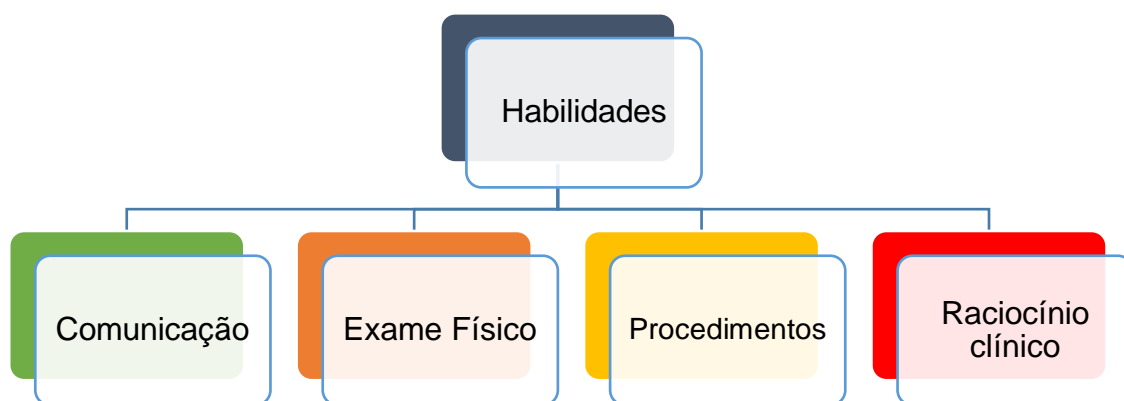 Habilidades
Comunicação
Exame Físico
Procedimentos
Raciocínio
clínico